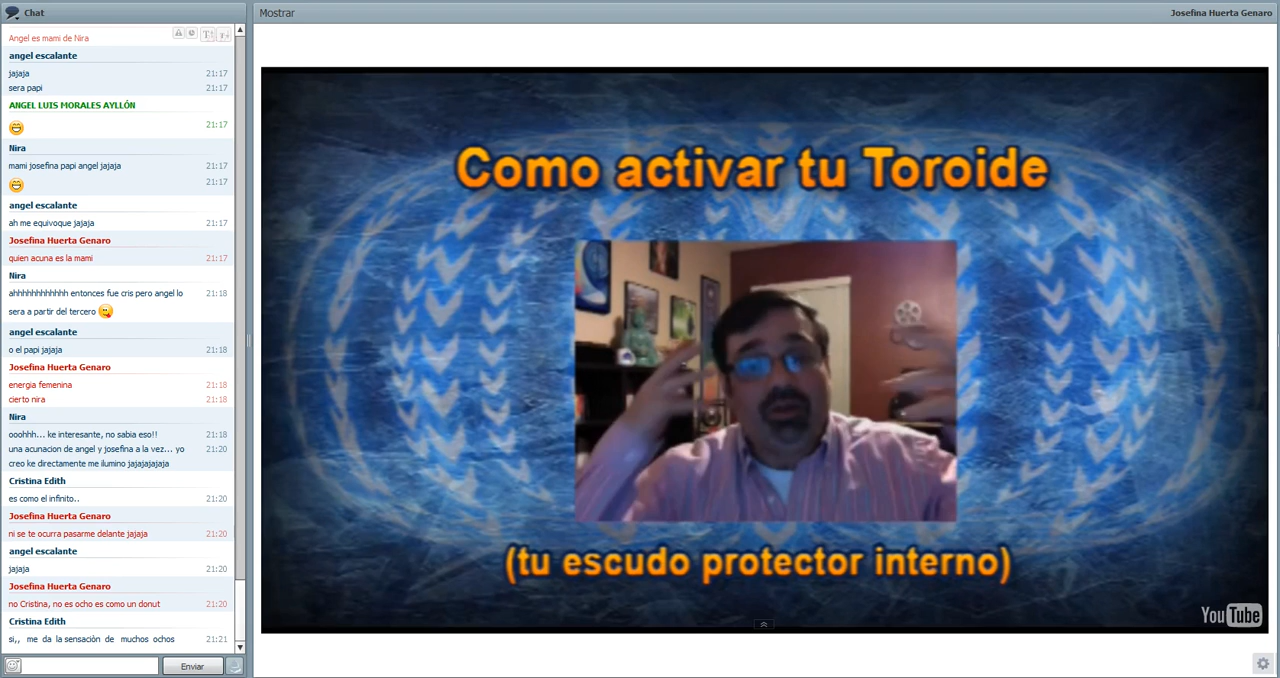 Chat
Angel es mami de Nira
angel escalante
jajaja 21:17
sera papi 21:17
ANGEL LUIS MORALES AYLLÓN
21:17
Nira
mami josefina papi angel jajaja 21:17
21:17
angel escalante
ah me equivoque jajaja 21:17
Josefina Huerta Genaro
quien acuna es la mami 21:17
Nira
ahhhhhhhhhhhh entonces fue cris pero angel lo 21:18
sera a partir del tercero
angel escalante
o el papi jajaja 21:18
Josefina Huerta Genaro
energia femenina 21:18
cierto nira 21:18
Nira
ooohhh... ke interesante, no sabia eso!! 21:18
una acunacion de angel y josefina a la vez... yo 21:20
creo ke directamente me ilumino jajajajajaja
Cristina Edith
es como el infinito.. 21:20
Josefina Huerta Genaro
ni se te ocurra pasarme delante jajaja 21:20
angel escalante
jajaja 21:20
Josefina Huerta Genaro
no Cristina, no es ocho es como un donut 21:20
Cristina Edith
si,, me da la sensaciòn de muchos ochos 21:21
Enviar
Mostrar
Josefina Huerta Genaro
Como activar tu Toroide
(tu escudo protector interno)
YouTube